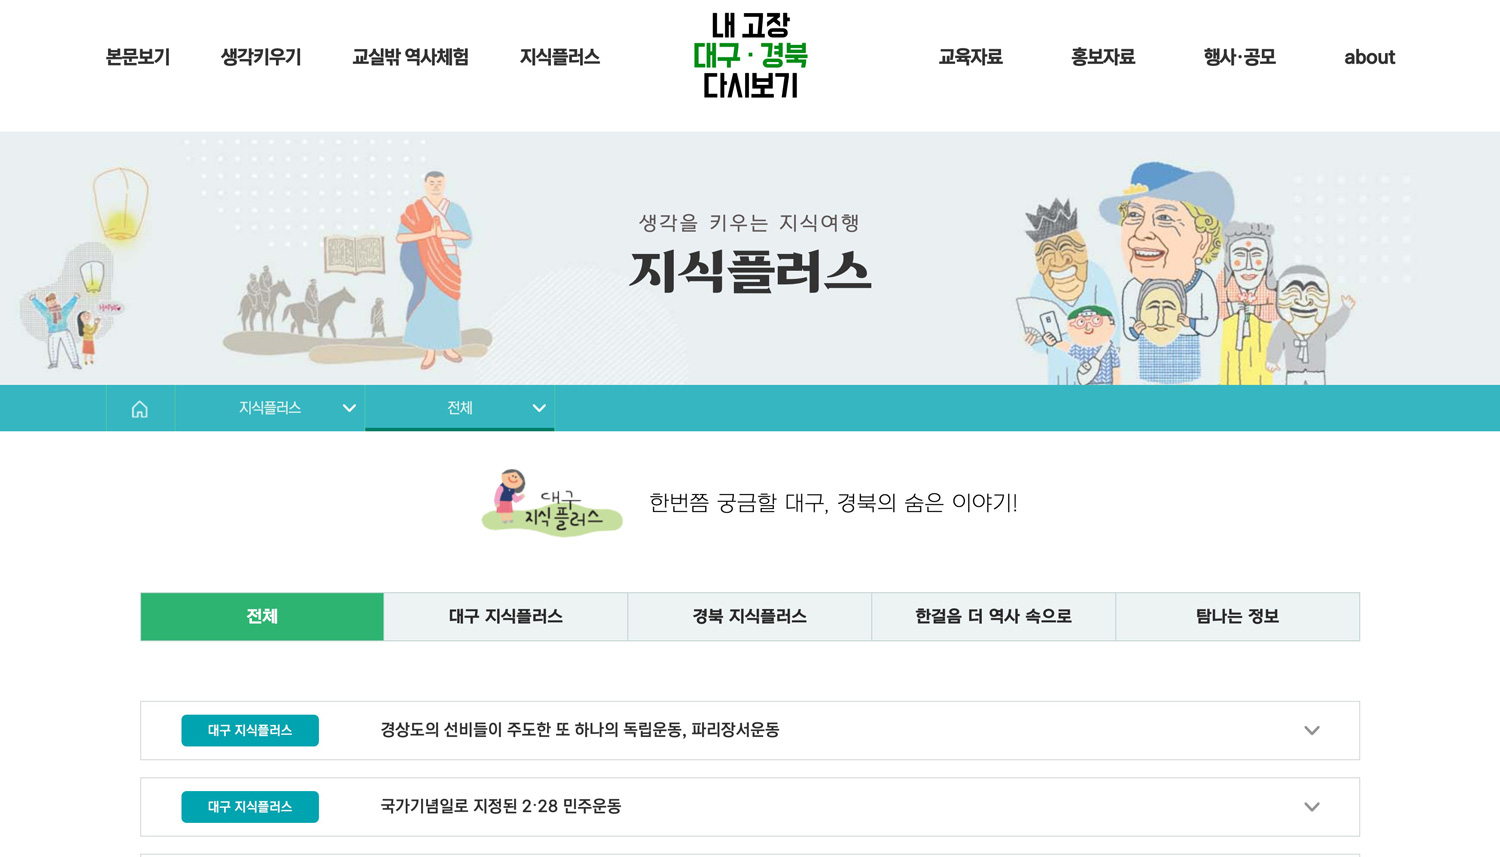 본문보기 생각키우기 교실밖 역사체험 지식플러스
내 고장
대구·경북
다시보기
교육자료 홍보자료 행사·공모 about
생각을 키우는 지식여행
지식플러스
HAPPY
지식플러스 전체
대구
지식플러스
한번쯤 궁금할 대구, 경북의 숨은 이야기!
전체 대구 지식플러스 경북 지식플러스 한걸음 더 역사 속으로 탐나는 정보
대구 지식플러스 경상도의 선비들이 주도한 또 하나의 독립운동, 파리장서운동
대구 지식플러스 국가기념일로 지정된 2·28 민주운동